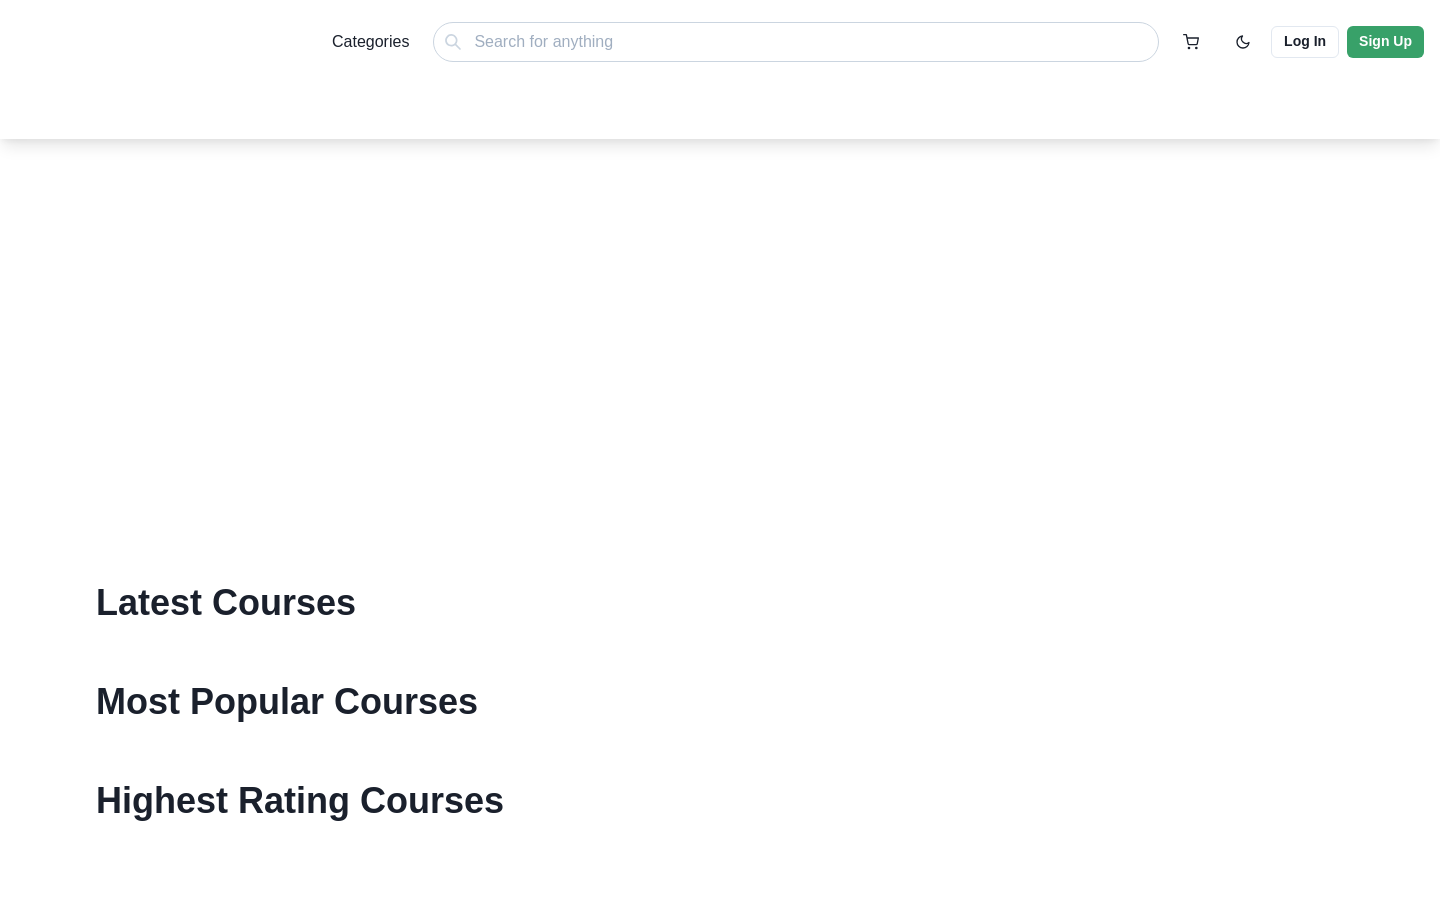 Categories
Search for anything
Log In
Sign Up
Latest Courses
Most Popular Courses
Highest Rating Courses